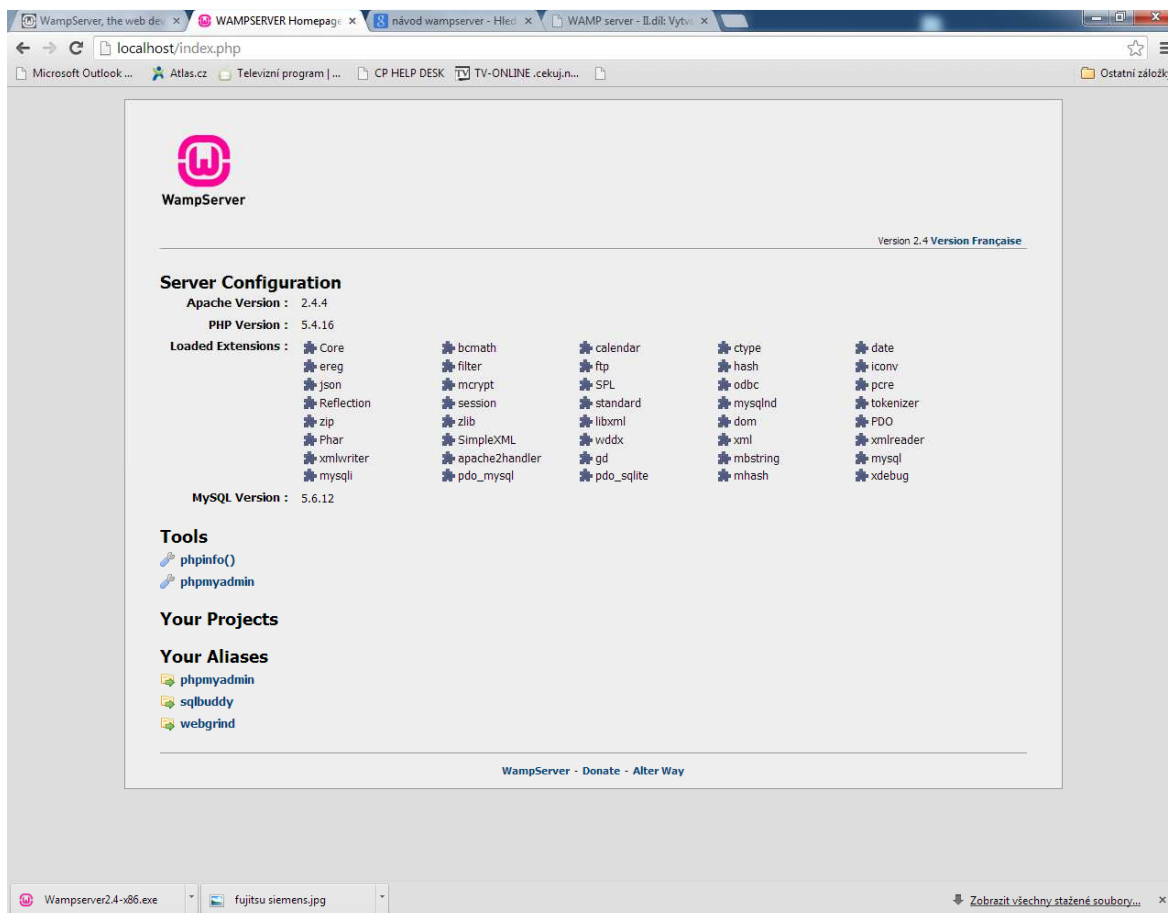 WampServer, the web dev
WAMPSERVER Homepage
návod wampserver - Hled
WAMP server - II.díl: Vytv
localhost/index.php
Microsoft Outlook ...
Atlas.cz
Televizní program | ...
CP HELP DESK
TV TV-ONLINE .cekuj.n...
Ostatní záložk
WampServer
Version 2.4 Version Française
Server Configuration
Apache Version : 2.4.4
PHP Version : 5.4.16
Loaded Extensions : Core bcmath calendar ctype date
ereg filter ftp hash iconv
json mcrypt SPL odbc pcre
Reflection session standard mysqlnd tokenizer
zip zlib libxml dom PDO
Phar SimpleXML wddx xml xmlreader
xmlwriter apache2handler gd mbstring mysql
mysqli pdo_mysql pdo_sqlite mhash xdebug
MySQL Version : 5.6.12
Tools
phpinfo()
phpmyadmin
Your Projects
Your Aliases
phpmyadmin
sqlbuddy
webgrind
WampServer - Donate - Alter Way
Wampserver2.4-x86.exe
fujitsu siemens.jpg
Zobrazit všechny stažené soubory...